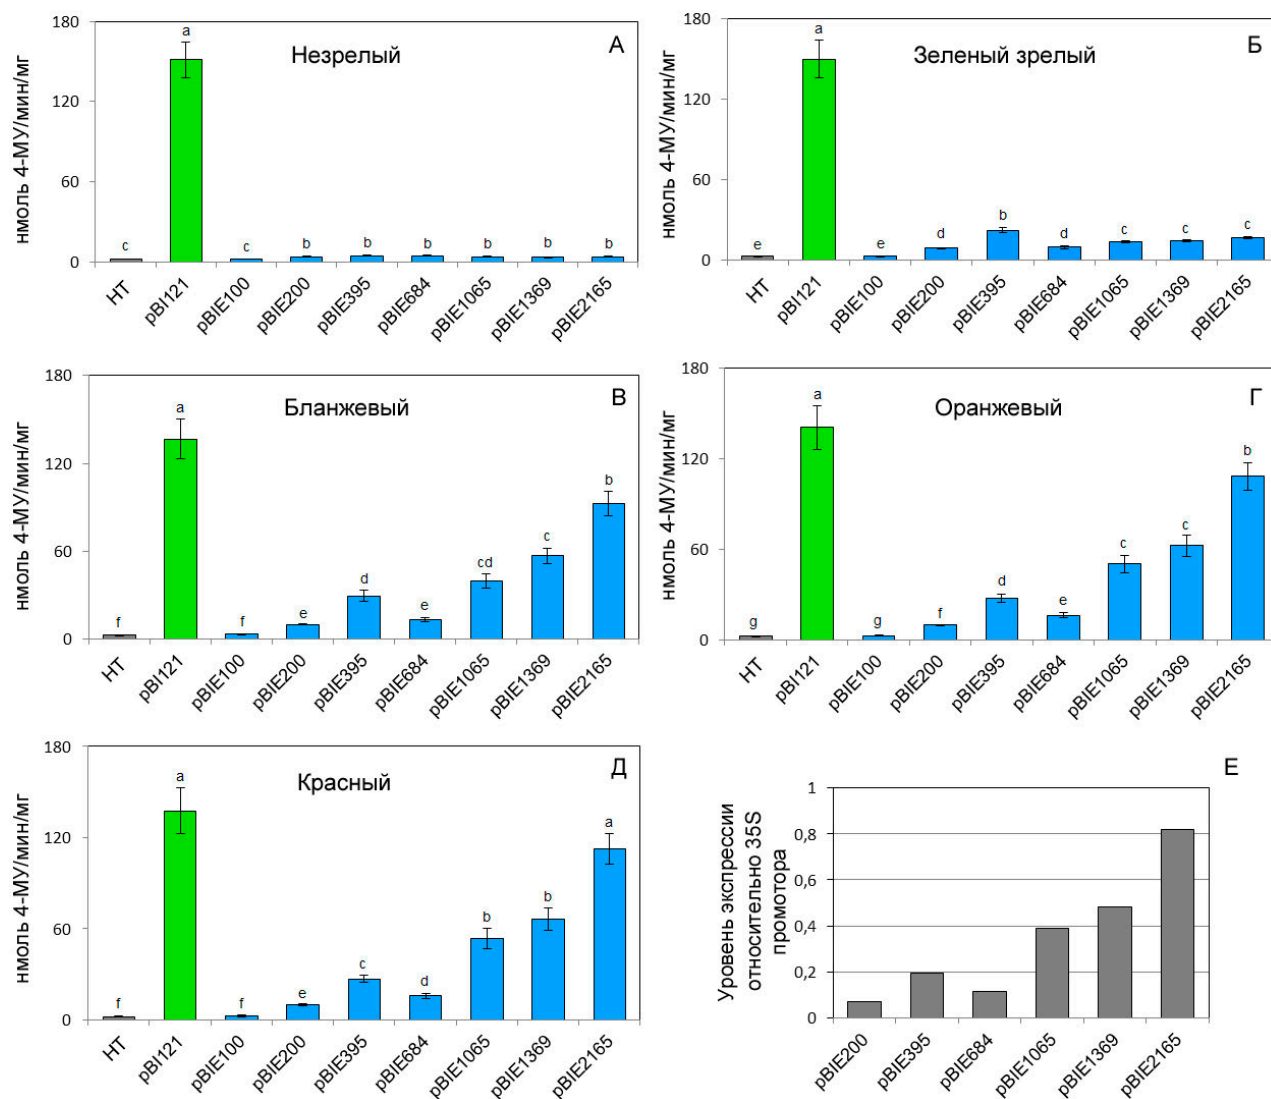 нмоль 4-МУ/мин/мг
180
120
60
0
Незрелый
А
c
a
c
b
b
b
b
b
b
НТ
pBI121
pBIE100
pBIE200
pBIE395
pBIE684
pBIE1065
pBIE1369
pBIE2165
нмоль 4-МУ/мин/мг
180
120
60
0
Зеленый зрелый
Б
e
a
e
d
b
d
c
c
c
НТ
pBI121
pBIE100
pBIE200
pBIE395
pBIE684
pBIE1065
pBIE1369
pBIE2165
нмоль 4-МУ/мин/мг
180
120
60
0
Бланжевый
В
f
a
f
e
d
e
cd
c
b
НТ
pBI121
pBIE100
pBIE200
pBIE395
pBIE684
pBIE1065
pBIE1369
pBIE2165
нмоль 4-МУ/мин/мг
180
120
60
0
Оранжевый
Г
g
a
g
f
d
e
c
c
b
НТ
pBI121
pBIE100
pBIE200
pBIE395
pBIE684
pBIE1065
pBIE1369
pBIE2165
нмоль 4-МУ/мин/мг
180
120
60
0
Красный
Д
f
a
f
e
c
d
b
b
a
НТ
pBI121
pBIE100
pBIE200
pBIE395
pBIE684
pBIE1065
pBIE1369
pBIE2165
Е
Уровень экспрессии
относительно 35S
промотора
1
0,8
0,6
0,4
0,2
0
pBIE200
pBIE395
pBIE684
pBIE1065
pBIE1369
pBIE2165